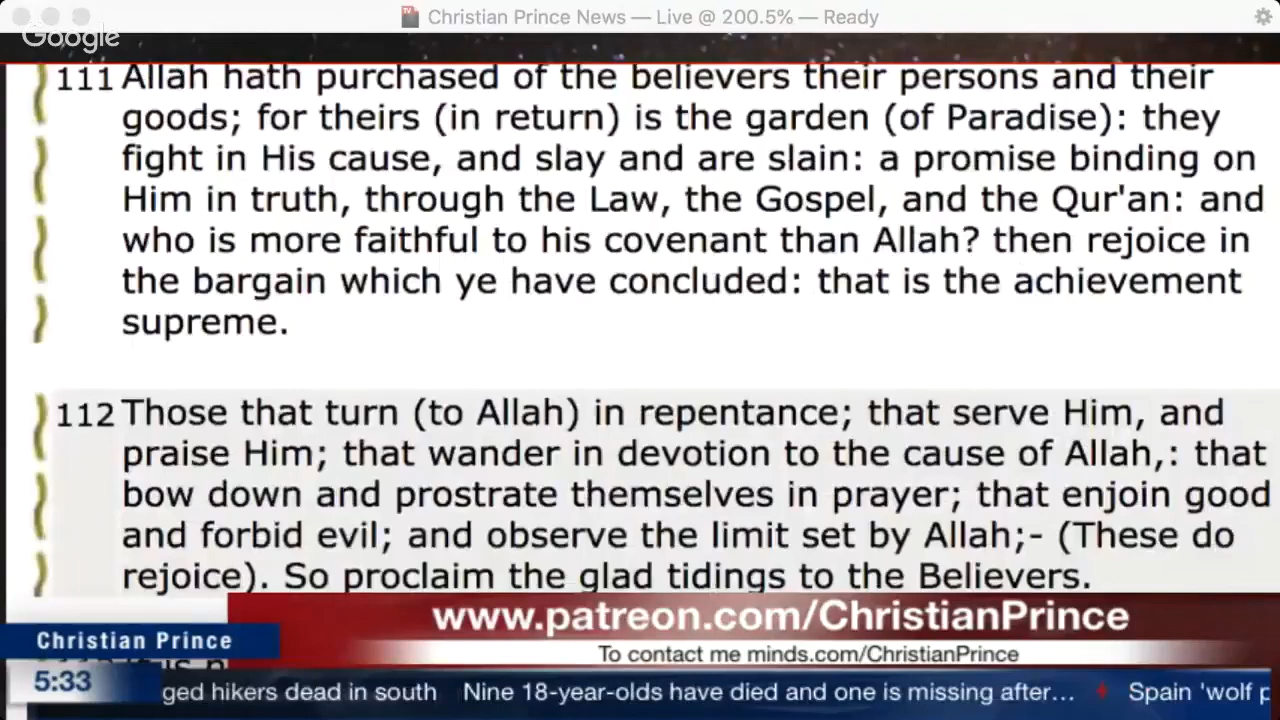 Christian Prince News — Live @ 200.5% — Ready
Google
111 Allah hath purchased of the believers their persons and their
goods; for theirs (in return) is the garden (of Paradise): they
fight in His cause, and slay and are slain: a promise binding on
Him in truth, through the Law, the Gospel, and the Qur'an: and
who is more faithful to his covenant than Allah? then rejoice in
the bargain which ye have concluded: that is the achievement
supreme.
112 Those that turn (to Allah) in repentance; that serve Him, and
praise Him; that wander in devotion to the cause of Allah,: that
bow down and prostrate themselves in prayer; that enjoin good
and forbid evil; and observe the limit set by Allah;- (These do
rejoice). So proclaim the glad tidings to the Believers.
www.patreon.com/ChristianPrince
Christian Prince
To contact me minds.com/ChristianPrince
5:33
ged hikers dead in south Nine 18-year-olds have died and one is missing after... Spain 'wolf p